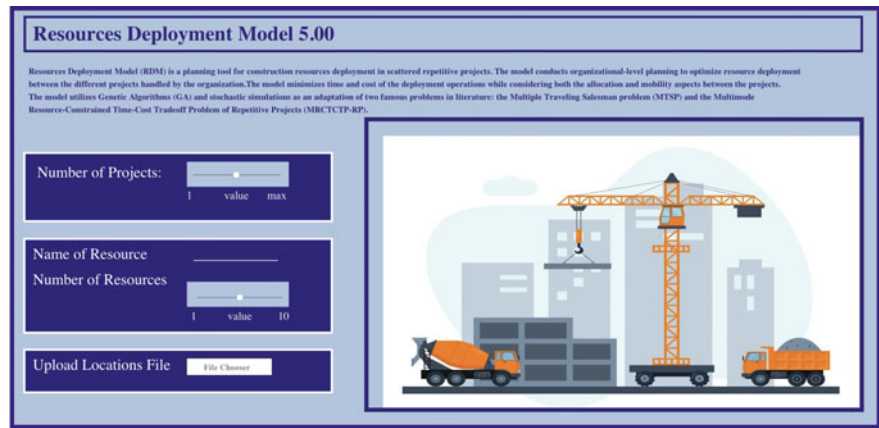 Resources Deployment Model 5.00
Resources Deployment Model (RDM) is a planning tool for construction resources deployment in scattered repetitive projects. The model conducts organizational-level planning to optimize resource deployment
between the different projects handled by the organization.The model minimizes time and cost of the deployment operations while considering both the allocation and mobility aspects between the projects.
The model utilizes Genetic Algorithms (GA) and stochastic simulations as an adaptation of two famous problems in literature: the Multiple Traveling Salesman problem (MTSP) and the Multimode
Resource-Constrained Time-Cost Tradeoff Problem of Repetitive Projects (MRCTCTP-RP).
Number of Projects:
1 value max
Name of Resource
Number of Resources
1 value 10
Upload Locations File File Chooser